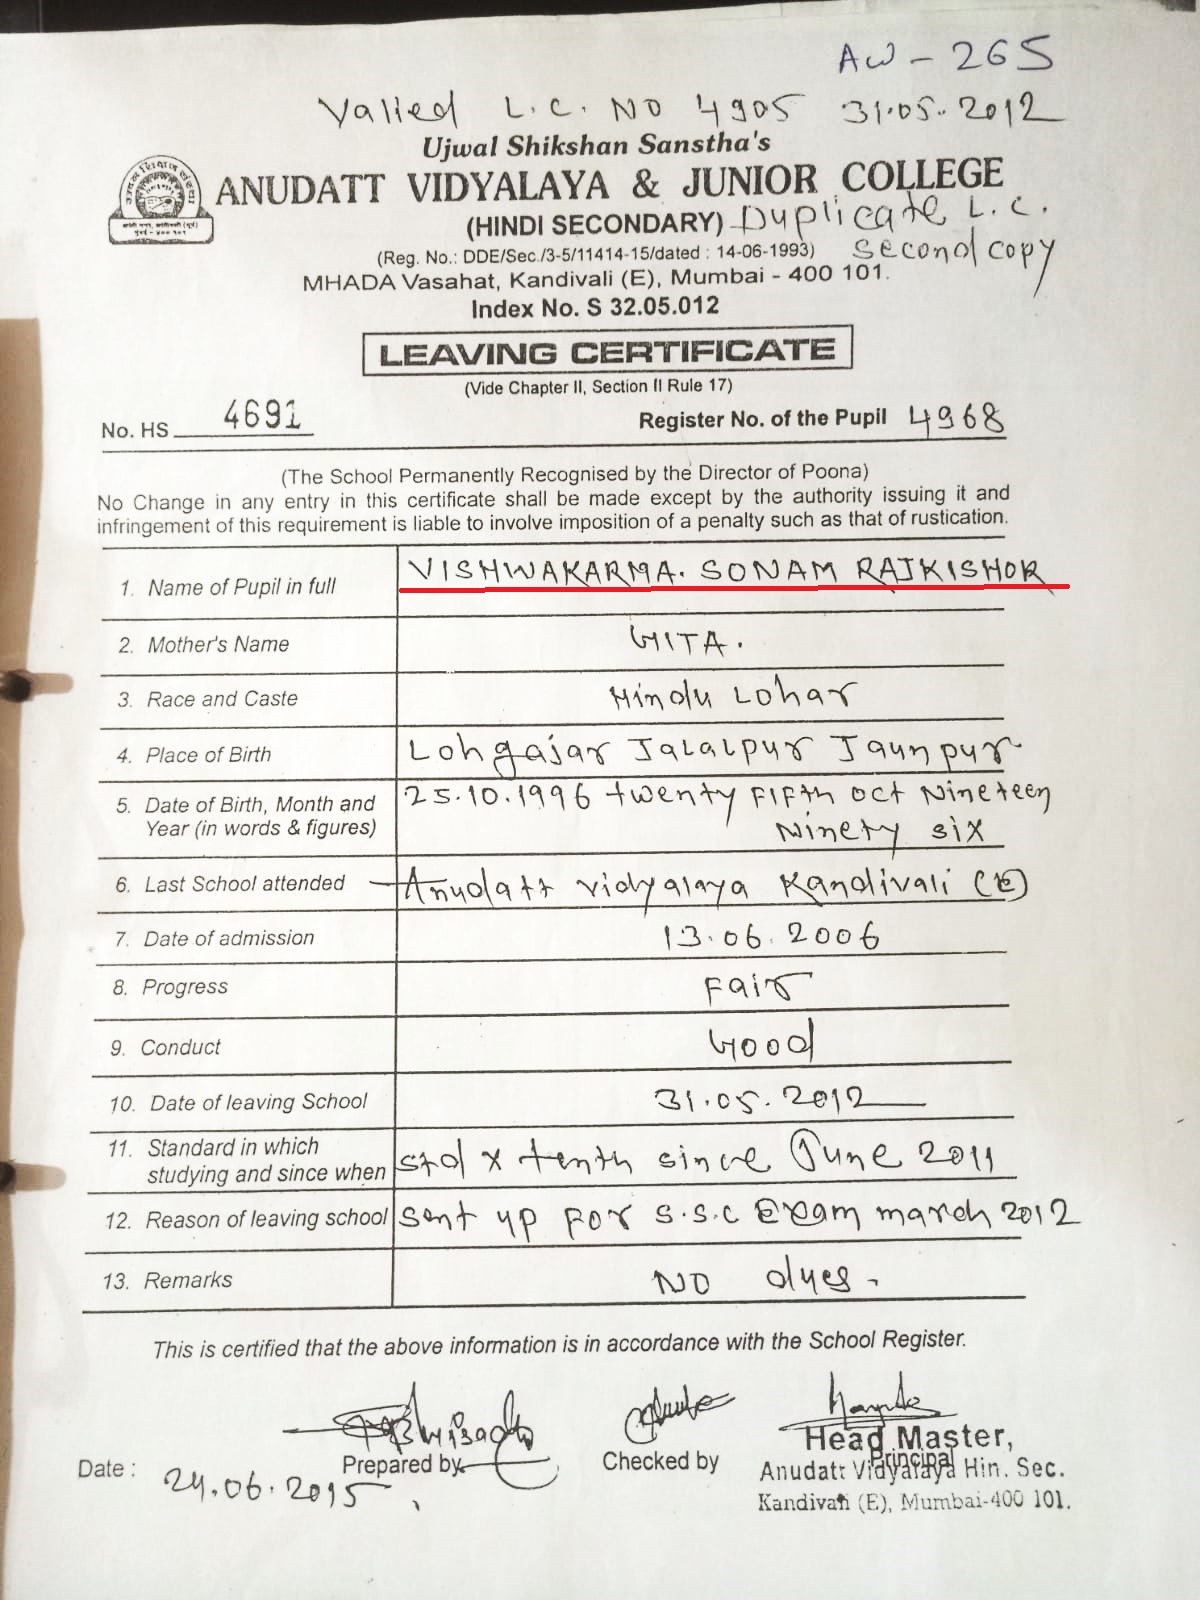 AW - 265
Valied L.C. NO 4905 31.05.2012
Ujwal Shikshan Sanstha's
ANUDATT VIDYALAYA & JUNIOR COLLEGE
(HINDI SECONDARY) Duplicate L.C.
(Reg. No.: DDE/Sec./3-5/11414-15/dated : 14-06-1993) Second copy
MHADA Vasahat, Kandivali (E), Mumbai - 400 101.
Index No. S 32.05.012
LEAVING CERTIFICATE
(Vide Chapter II, Section II Rule 17)
No. HS 4691 Register No. of the Pupil 4968
(The School Permanently Recognised by the Director of Poona)
No Change in any entry in this certificate shall be made except by the authority issuing it and
infringement of this requirement is liable to involve imposition of a penalty such as that of rustication.
1. Name of Pupil in full VISHWAKARMA. SONAM RAJKISHOR
2. Mother's Name GITA.
3. Race and Caste Hindu Lohar
4. Place of Birth Lohgajar Jalalpur Jaunpur
5. Date of Birth, Month and 25.10.1996 twenty Fifth oct Nineteen
Year (in words & figures) Ninety six
6. Last School attended Anudatt vidyalaya Kandivali (E)
7. Date of admission 13.06.2006
8. Progress Fair
9. Conduct Good
10. Date of leaving School 31.05.2012
11. Standard in which
studying and since when std x tenth since June 2011
12. Reason of leaving school Sent up For S.S.C Exam march 2012
13. Remarks NO dyes.
This is certified that the above information is in accordance with the School Register.
Head Master,
Principal
Date : 24.06.2015 Prepared by Checked by Anudatt Vidyalaya Hin. Sec.
Kandivali (E), Mumbai-400 101.